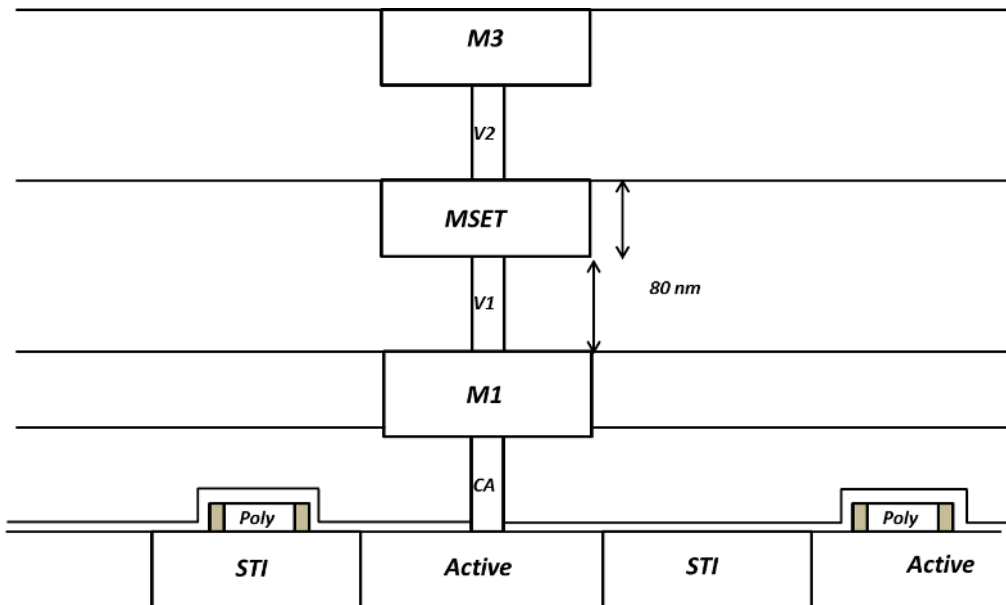 M3
V2
MSET
V1
80 nm
M1
CA
Poly
Poly
STI
Active
STI
Active